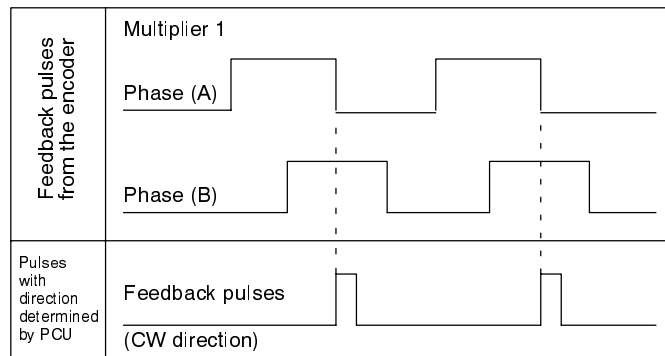 Feedback pulses
from the encoder
Multiplier 1
Phase (A)
Phase (B)
Pulses
with
direction
determined
by PCU
Feedback pulses
(CW direction)